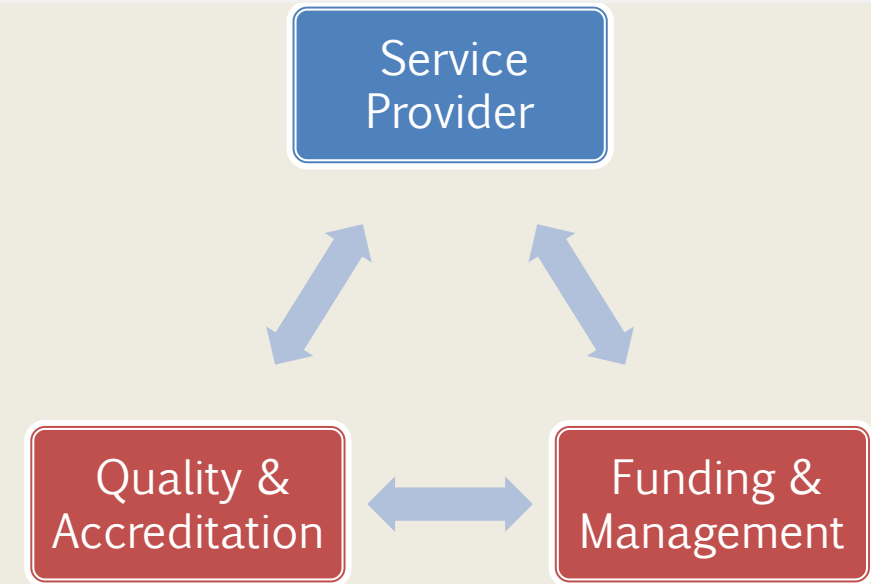 Service
Provider
Quality &
Accreditation
Funding &
Management